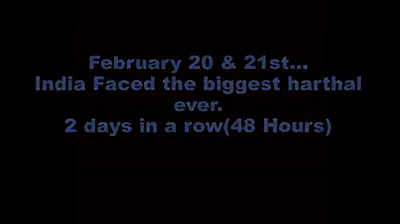 February 20 & 21st...
India Faced the biggest harthal
ever.
2 days in a row(48 Hours)